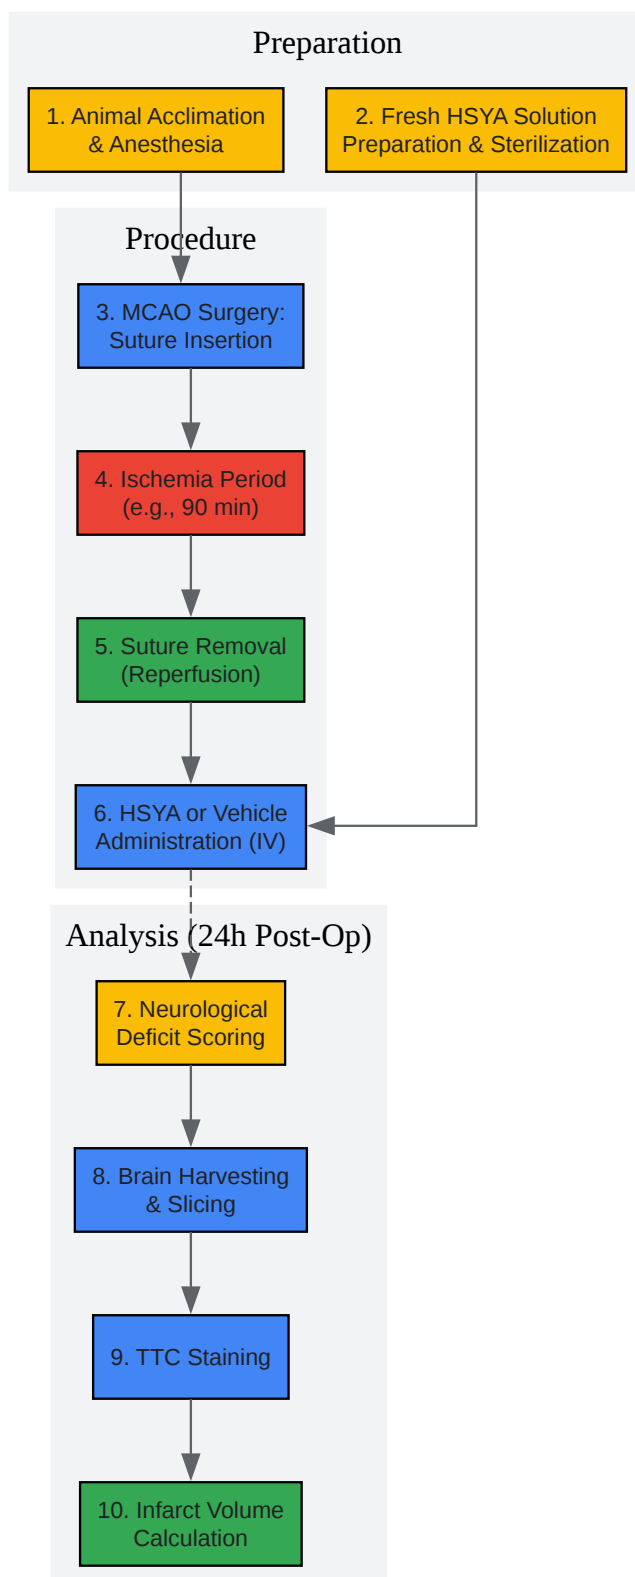 Preparation
1. Animal Acclimation
& Anesthesia
2. Fresh HSYA Solution
Preparation & Sterilization
Procedure
3. MCAO Surgery:
Suture Insertion
4. Ischemia Period
(e.g., 90 min)
5. Suture Removal
(Reperfusion)
6. HSYA or Vehicle
Administration (IV)
Analysis (24h Post-Op)
7. Neurological
Deficit Scoring
8. Brain Harvesting
& Slicing
9. TTC Staining
10. Infarct Volume
Calculation